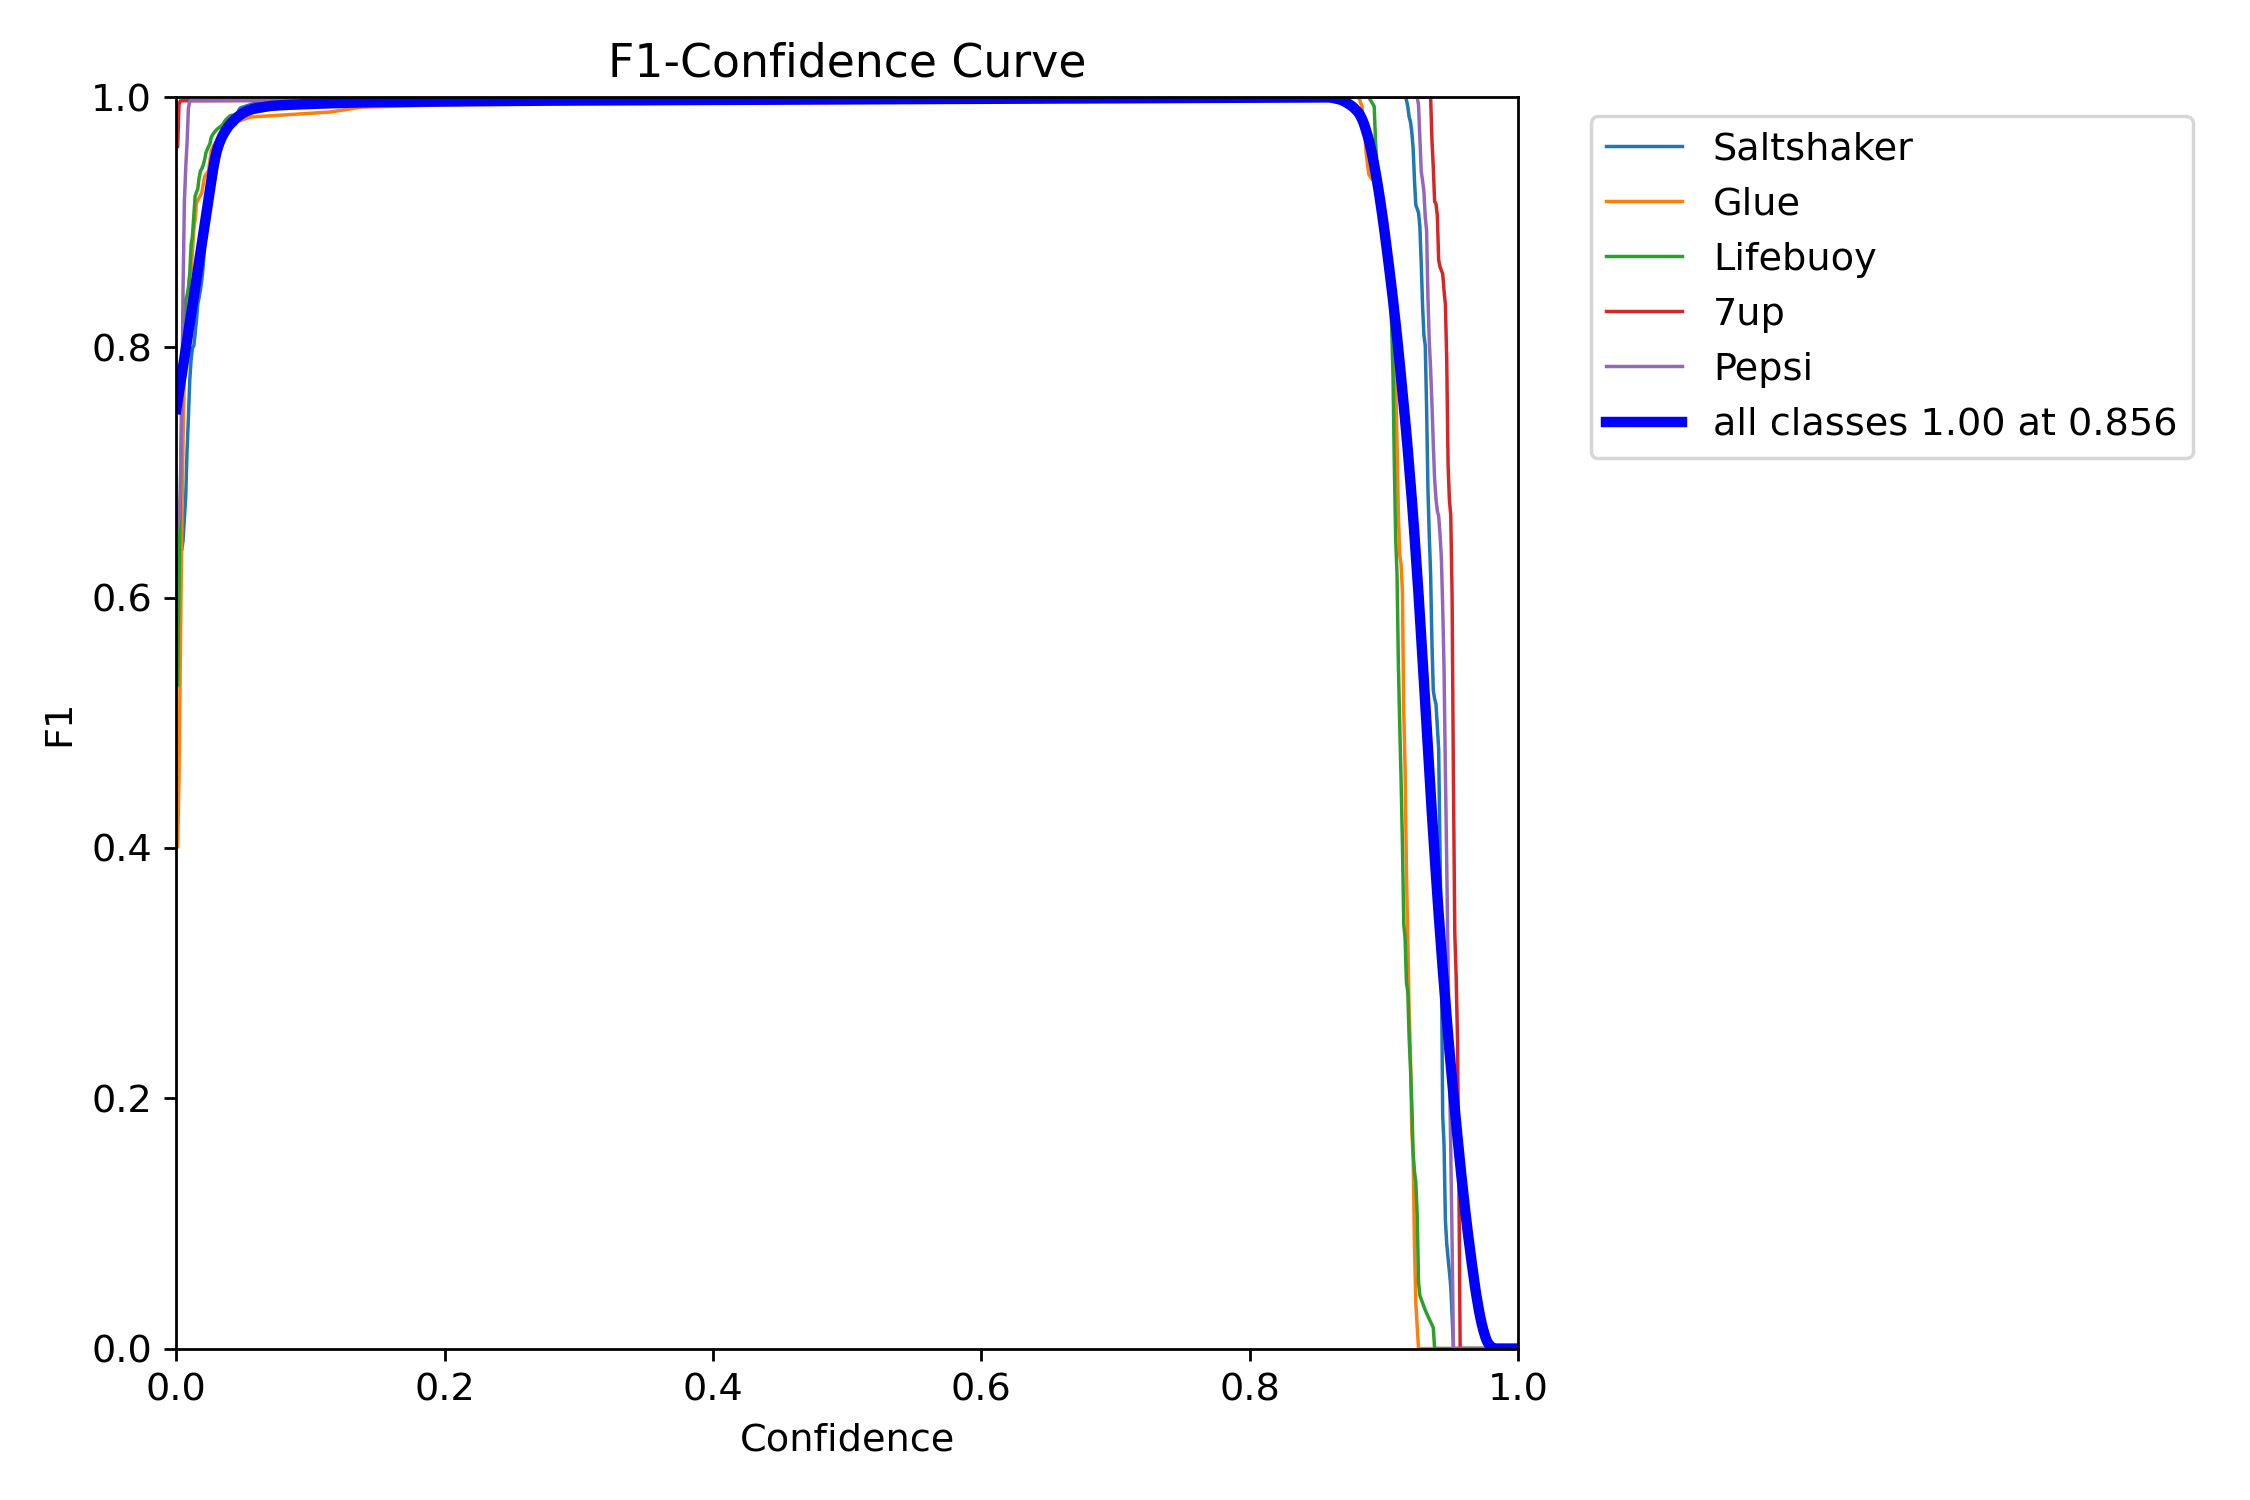 F1-Confidence Curve
1.0
0.8
0.6
0.4
0.2
0.0
F1
0.0 0.2 0.4 0.6 0.8 1.0
Confidence
Saltshaker
Glue
Lifebuoy
7up
Pepsi
all classes 1.00 at 0.856